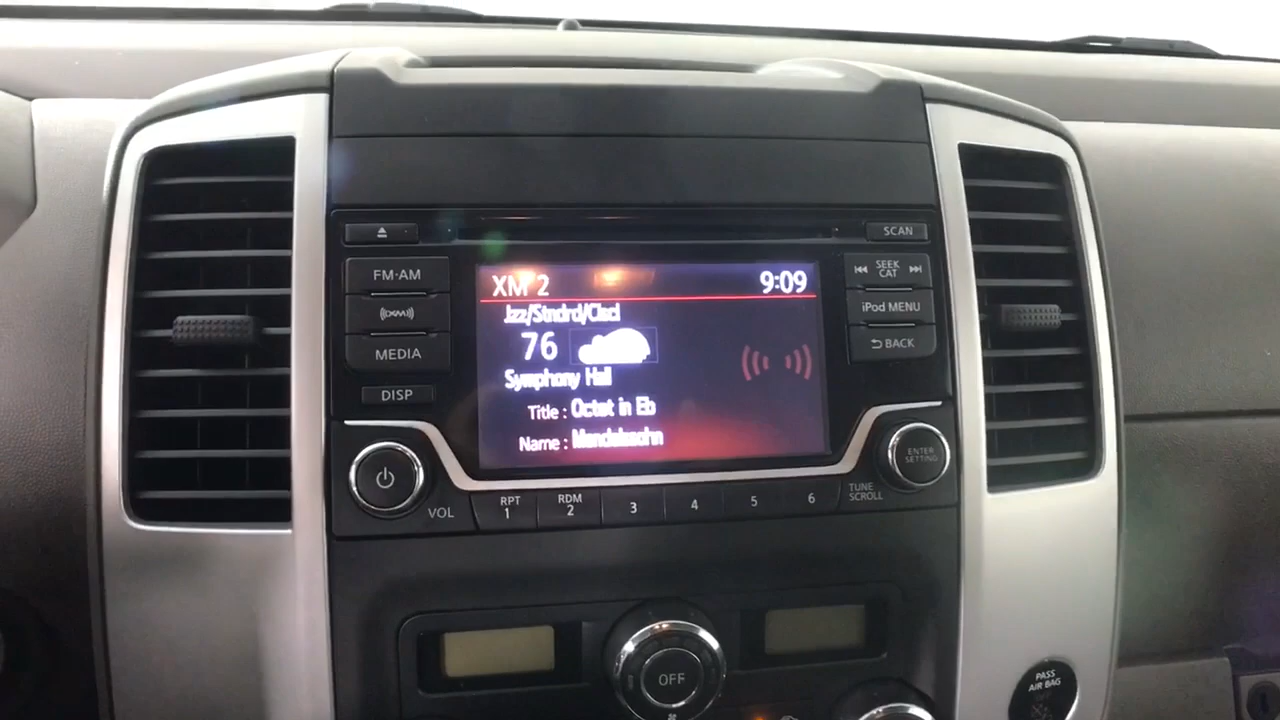 SCAN
FM·AM
SEEK
CAT
XM 2 9:09
Jzz/Stndrd/Clscl
(XM)
iPod MENU
76
MEDIA
BACK
Symphony Hall
DISP
Title : Octet in Eb
Name : Mendelssohn
ENTER
SETTING
VOL
RPT
1
RDM
2
3
4
5
6
TUNE
SCROLL
OFF
PASS
AIR BAG